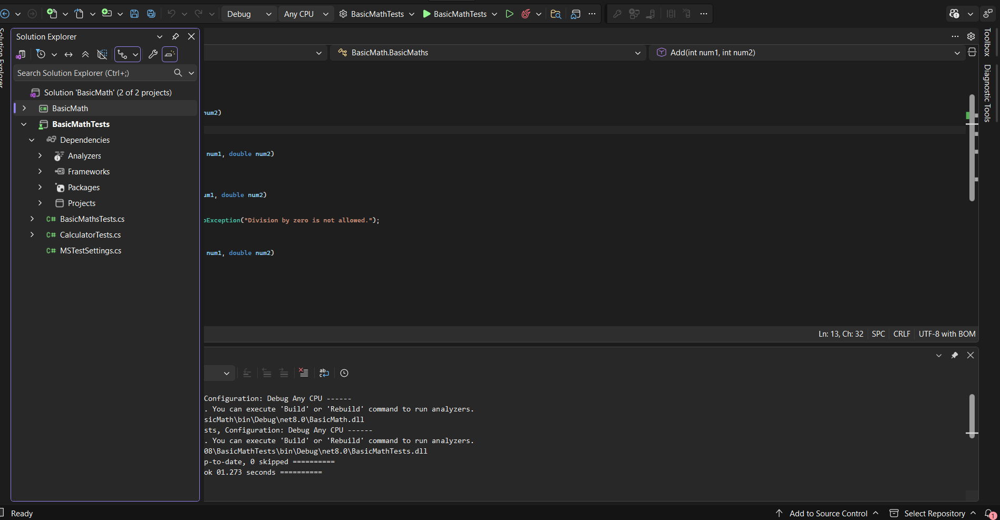 Debug
Any CPU
BasicMathTests
BasicMathTests
Solution Explorer
Solution Explorer
Search Solution Explorer (Ctrl+;)
Solution 'BasicMath' (2 of 2 projects)
BasicMath
BasicMathTests
Dependencies
Analyzers
Frameworks
Packages
Projects
C# BasicMathsTests.cs
C# CalculatorTests.cs
C# MSTestSettings.cs
BasicMath.BasicMaths
Add(int num1, int num2)
num2)
num1, double num2)
um1, double num2)
oException("Division by zero is not allowed.");
num1, double num2)
Ln: 13, Ch: 32
SPC
CRLF
UTF-8 with BOM
Configuration: Debug Any CPU ------
. You can execute 'Build' or 'Rebuild' command to run analyzers.
sicMath\bin\Debug\net8.0\BasicMath.dll
sts, Configuration: Debug Any CPU ------
. You can execute 'Build' or 'Rebuild' command to run analyzers.
08\BasicMathTests\bin\Debug\net8.0\BasicMathTests.dll
p-to-date, 0 skipped ==========
ok 01.273 seconds ==========
Toolbox
Diagnostic Tools
Ready
Add to Source Control
Select Repository
1